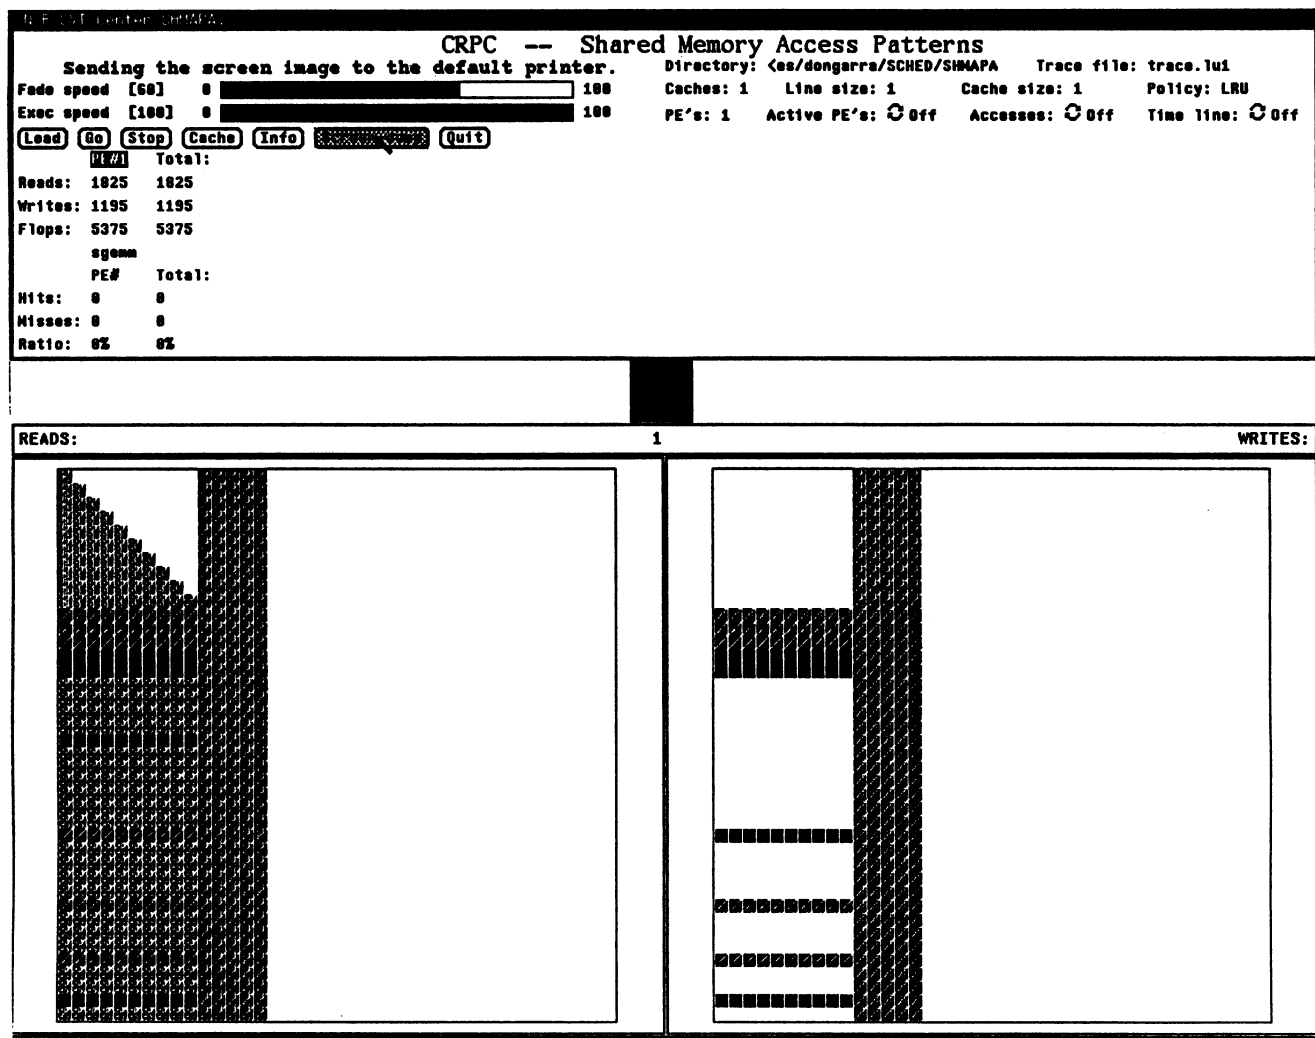 CRPC -- Shared Memory Access Patterns
Sending the screen image to the default printer.
Directory: <es/dongarra/SCHED/SHMAPA Trace file: trace.lu1
Fade speed [68] 0 100
Caches: 1 Line size: 1 Cache size: 1 Policy: LRU
Exec speed [100] 0 100
PE's: 1 Active PE's: Off Accesses: Off Time line: Off
Load Go Stop Cache Info Quit
PE#1 Total:
Reads: 1825 1825
Writes: 1195 1195
Flops: 5375 5375
sgemm
PE# Total:
Hits: 0 0
Misses: 0 0
Ratio: 0% 0%
READS: 1 WRITES: